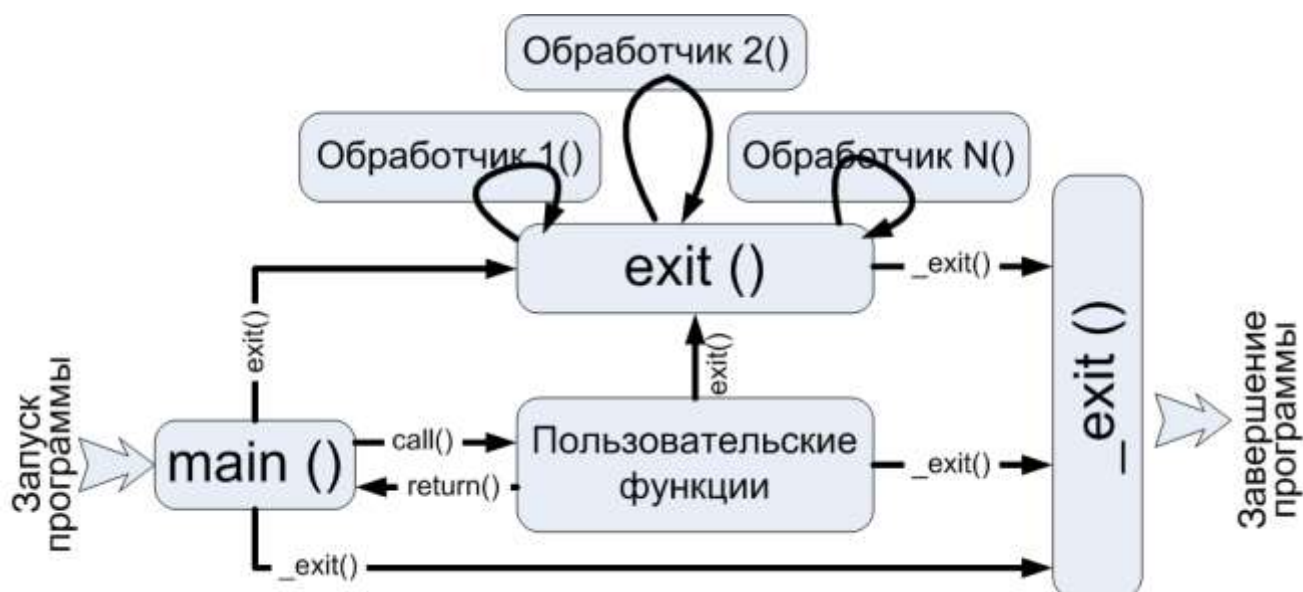 Обработчик 2()
Обработчик 1()
Обработчик N()
exit ()
_exit()
exit()
exit()
_exit ()
Запуск
программы
main ()
call()
return()
Пользовательские
функции
_exit()
_exit()
Завершение
программы